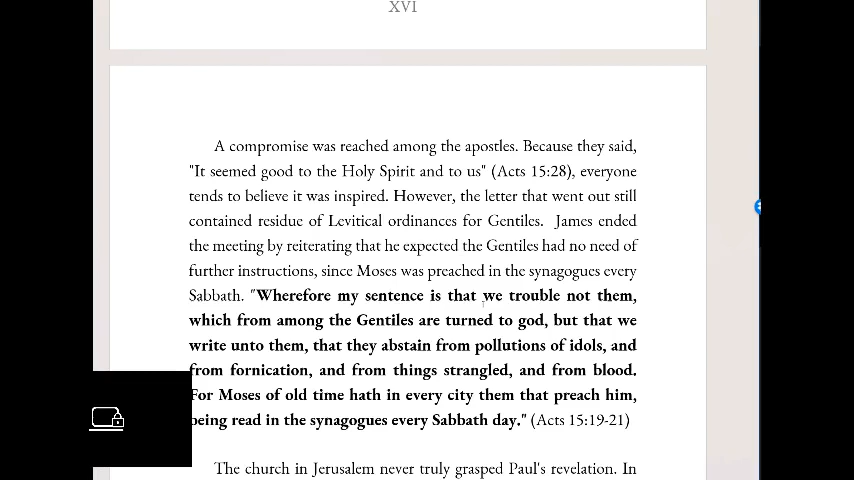 XVI
A compromise was reached among the apostles. Because they said,
"It seemed good to the Holy Spirit and to us" (Acts 15:28), everyone
tends to believe it was inspired. However, the letter that went out still
contained residue of Levitical ordinances for Gentiles. James ended
the meeting by reiterating that he expected the Gentiles had no need of
further instructions, since Moses was preached in the synagogues every
Sabbath. "Wherefore my sentence is that we trouble not them,
which from among the Gentiles are turned to god, but that we
write unto them, that they abstain from pollutions of idols, and
from fornication, and from things strangled, and from blood.
For Moses of old time hath in every city them that preach him,
being read in the synagogues every Sabbath day." (Acts 15:19-21)
The church in Jerusalem never truly grasped Paul's revelation. In